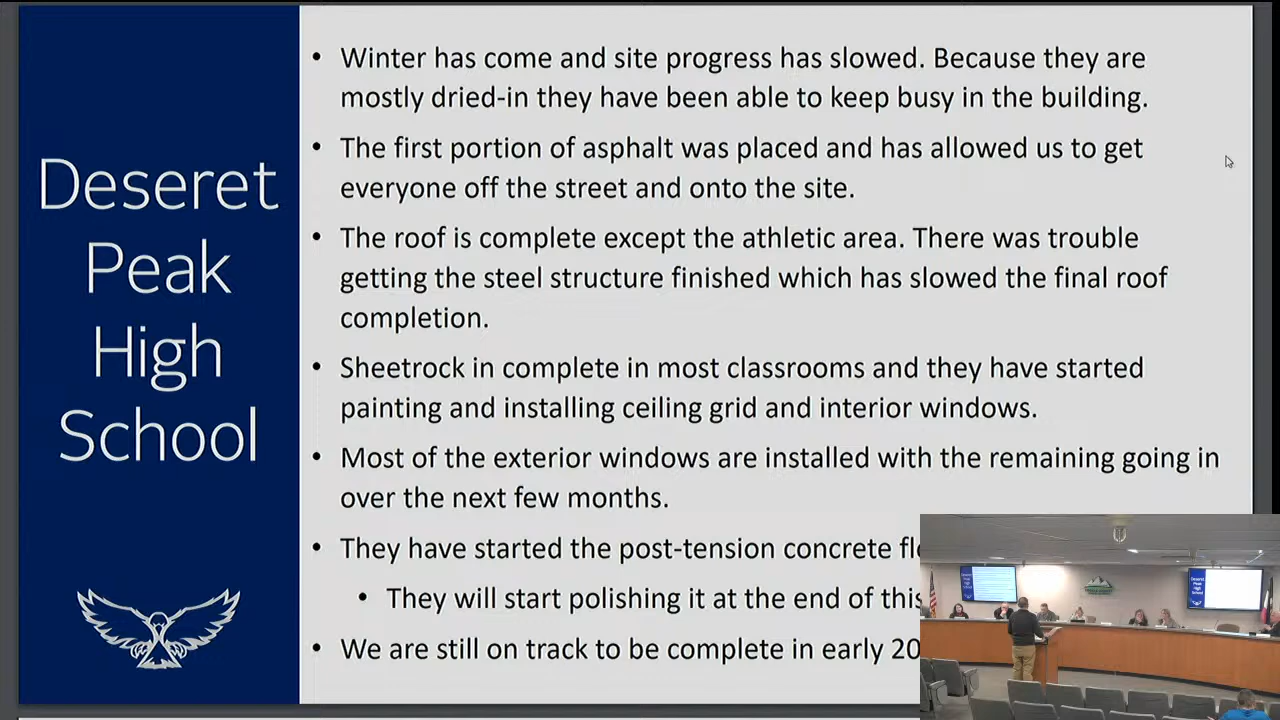 Deseret
Peak
High
School
• Winter has come and site progress has slowed. Because they are
mostly dried-in they have been able to keep busy in the building.
• The first portion of asphalt was placed and has allowed us to get
everyone off the street and onto the site.
• The roof is complete except the athletic area. There was trouble
getting the steel structure finished which has slowed the final roof
completion.
• Sheetrock in complete in most classrooms and they have started
painting and installing ceiling grid and interior windows.
• Most of the exterior windows are installed with the remaining going in
over the next few months.
• They have started the post-tension concrete
• They will start polishing it at the end of this
• We are still on track to be complete in early